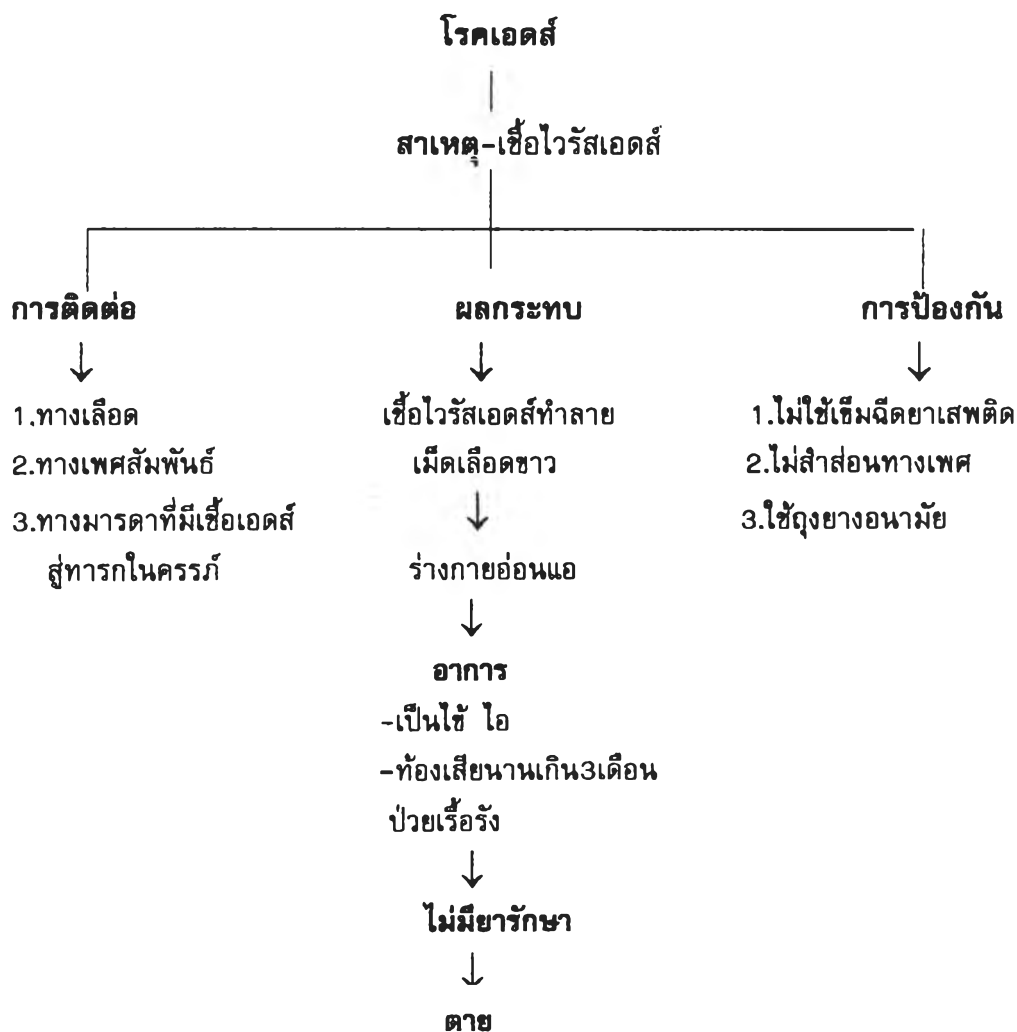 โรคเอดส์
สาเหตุ-เชื้อไวรัสเอดส์
การติดต่อ
1.ทางเลือด
2.ทางเพศสัมพันธ์
3.ทางมารดาที่มีเชื้อเอดส์
สู่ทารกในครรภ์
ผลกระทบ
เชื้อไวรัสเอดส์ทำลาย
เม็ดเลือดขาว
ร่างกายอ่อนแอ
อาการ
-เป็นไข้ ไอ
-ท้องเสียนานเกิน3เดือน
ป่วยเรื้อรัง
ไม่มียารักษา
ตาย
การป้องกัน
1.ไม่ใช้เข็มฉีดยาเสพติด
2.ไม่สำส่อนทางเพศ
3.ใช้ถุงยางอนามัย